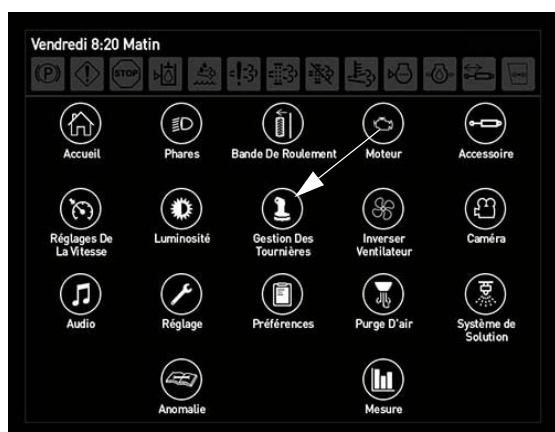 Vendredi 8:20 Matin
STOP
Accueil
Phares
Bande De Roulement
Moteur
Accessoire
Réglages De
La Vitesse
Luminosité
Gestion Des
Tournières
Inverser
Ventilateur
Caméra
Audio
Réglage
Préférences
Purge D'air
Système de
Solution
Anomalie
Mesure